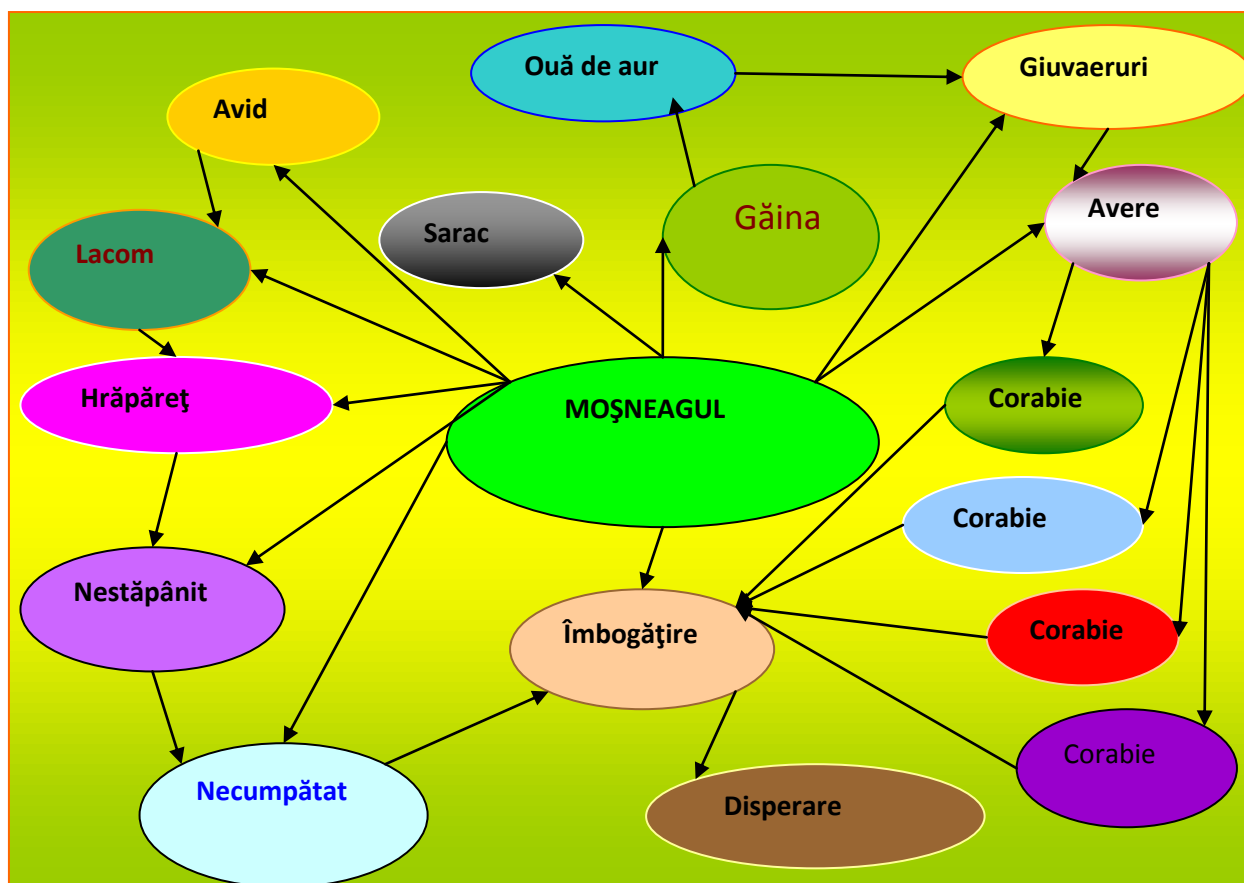 Ouă de aur
Giuvaeruri
Avid
Găina
Avere
Sarac
Lacom
Hrăpăreţ
MOŞNEAGUL
Corabie
Corabie
Nestăpânit
Îmbogăţire
Corabie
Corabie
Necumpătat
Disperare